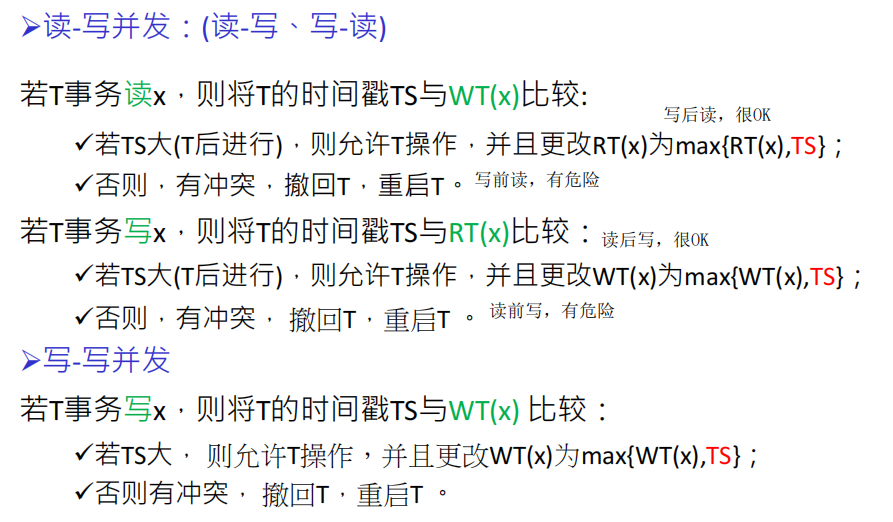 ➢读-写并发：(读-写、写-读)
若T事务读x，则将T的时间戳TS与WT(x)比较:
写后读，很OK
✓若TS大(T后进行)，则允许T操作，并且更改RT(x)为max{RT(x),TS}；
✓否则，有冲突，撤回T，重启T。 写前读，有危险
若T事务写x，则将T的时间戳TS与RT(x)比较： 读后写，很OK
✓若TS大(T后进行)，则允许T操作，并且更改WT(x)为max{WT(x),TS}；
✓否则，有冲突， 撤回T，重启T 。 读前写，有危险
➢写-写并发
若T事务写x，则将T的时间戳TS与WT(x) 比较：
✓若TS大， 则允许T操作，并且更改WT(x)为max{WT(x),TS}；
✓否则有冲突， 撤回T，重启T 。